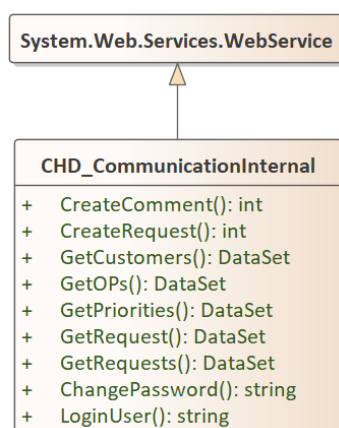 System.Web.Services.WebService
CHD_CommunicationInternal
+ CreateComment(): int
+ CreateRequest(): int
+ GetCustomers(): DataSet
+ GetOPs(): DataSet
+ GetPriorities(): DataSet
+ GetRequest(): DataSet
+ GetRequests(): DataSet
+ ChangePassword(): string
+ LoginUser(): string